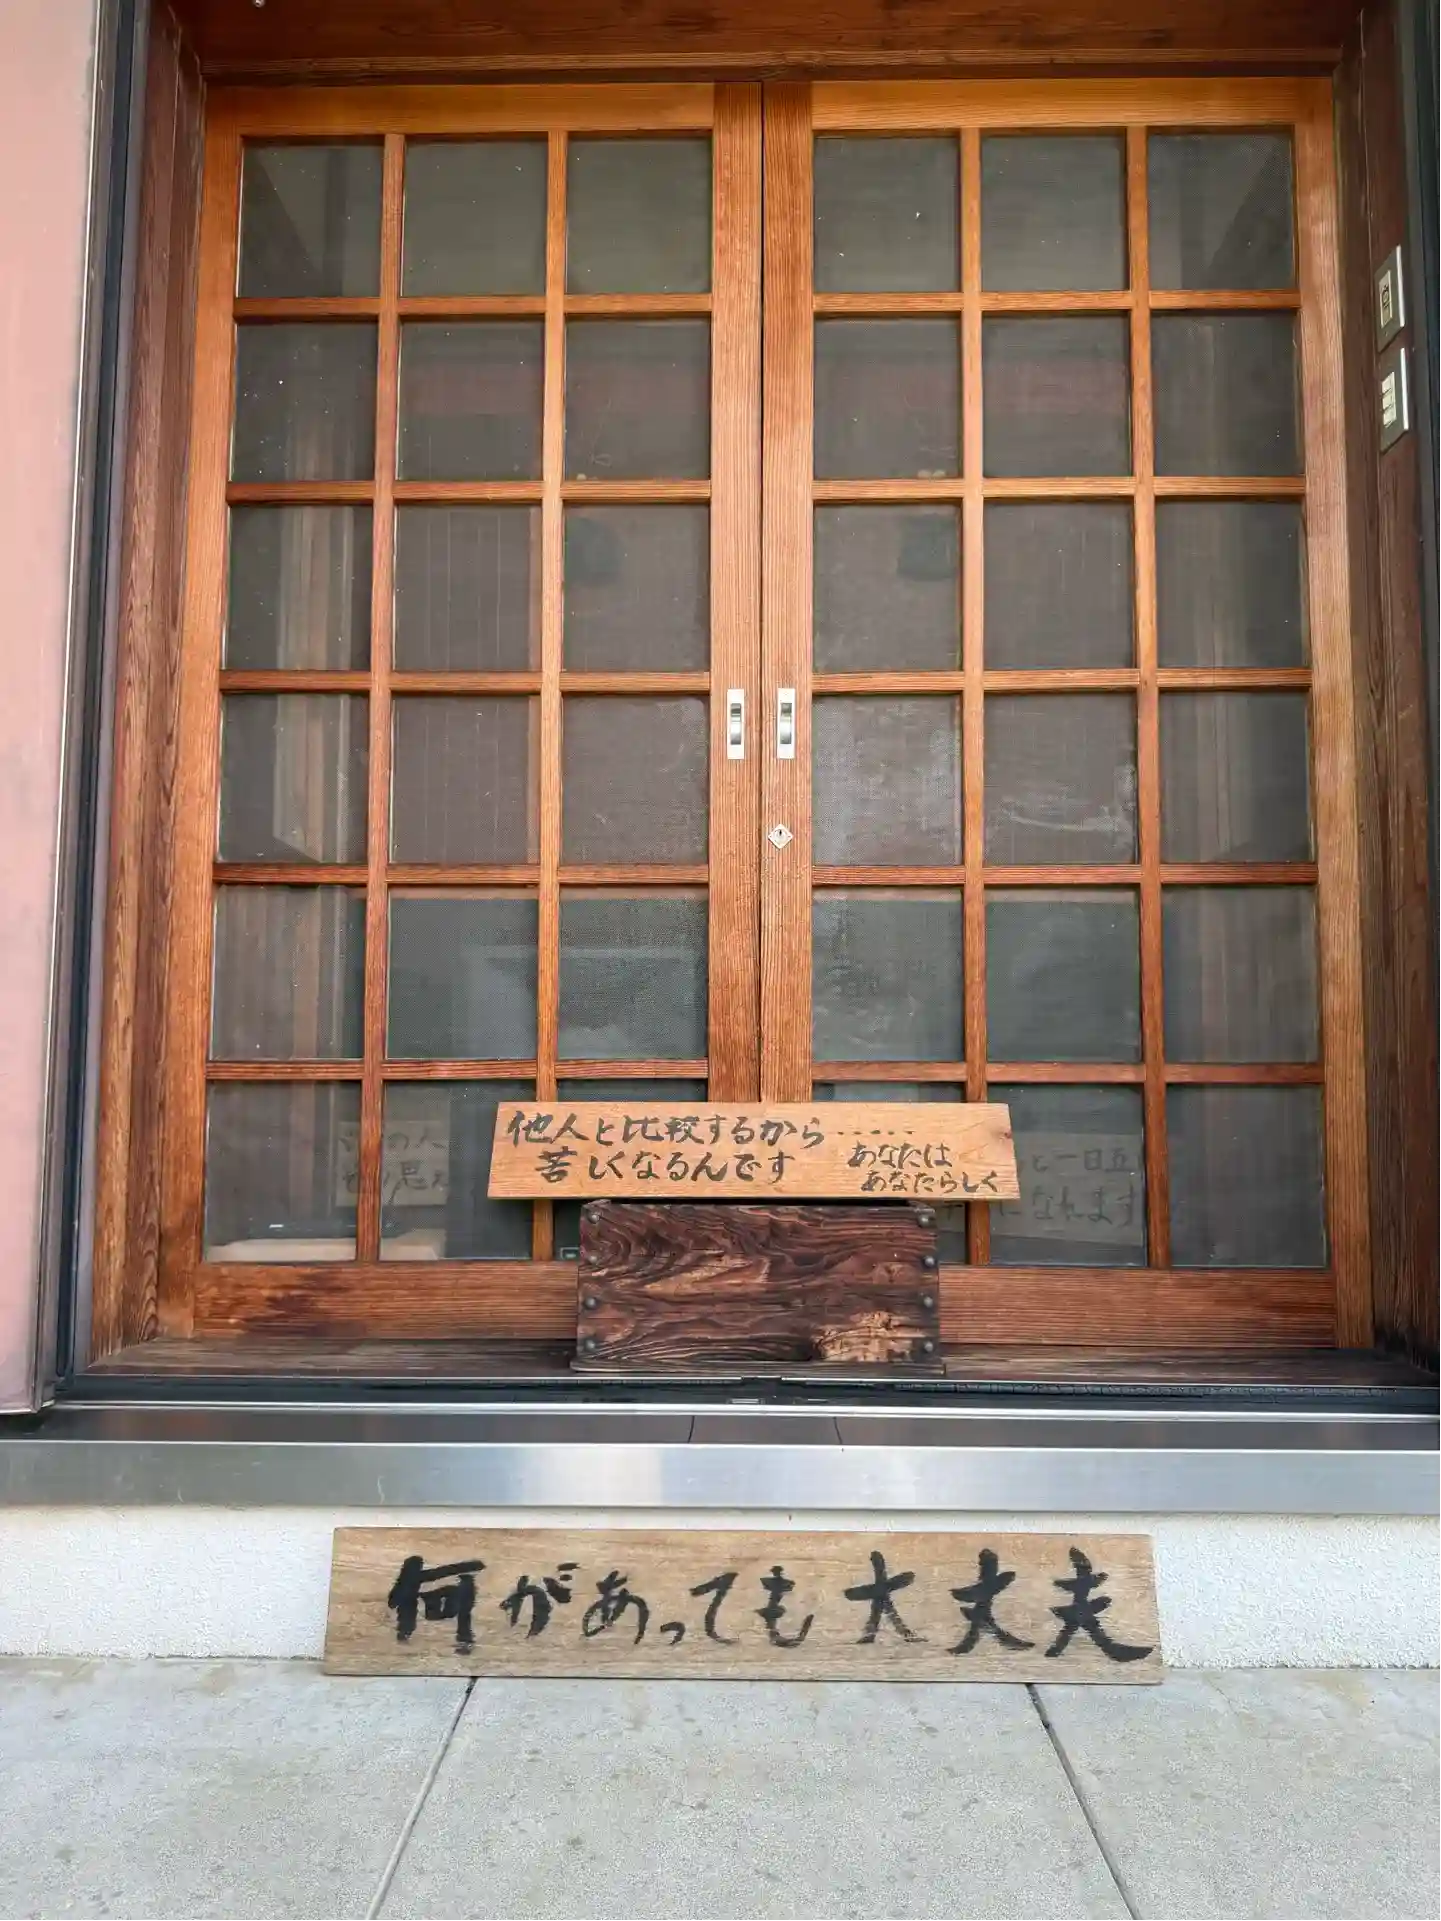 他人と比較するから……
苦しくなるんです
あなたは
あなたらしく
何があっても大丈夫